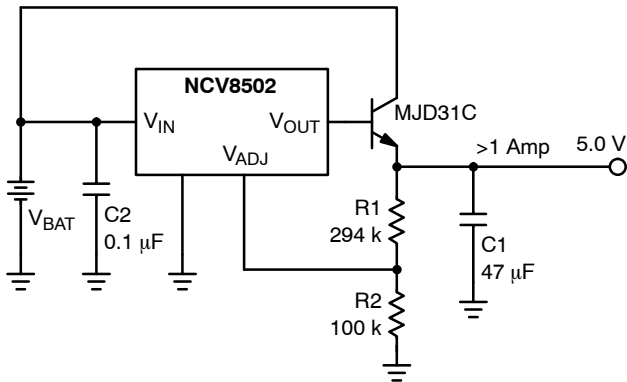 NCV8502
V_IN
V_OUT
V_ADJ
MJD31C
>1 Amp
5.0 V
V_BAT
C2
0.1 μF
R1
294 k
C1
47 μF
R2
100 k